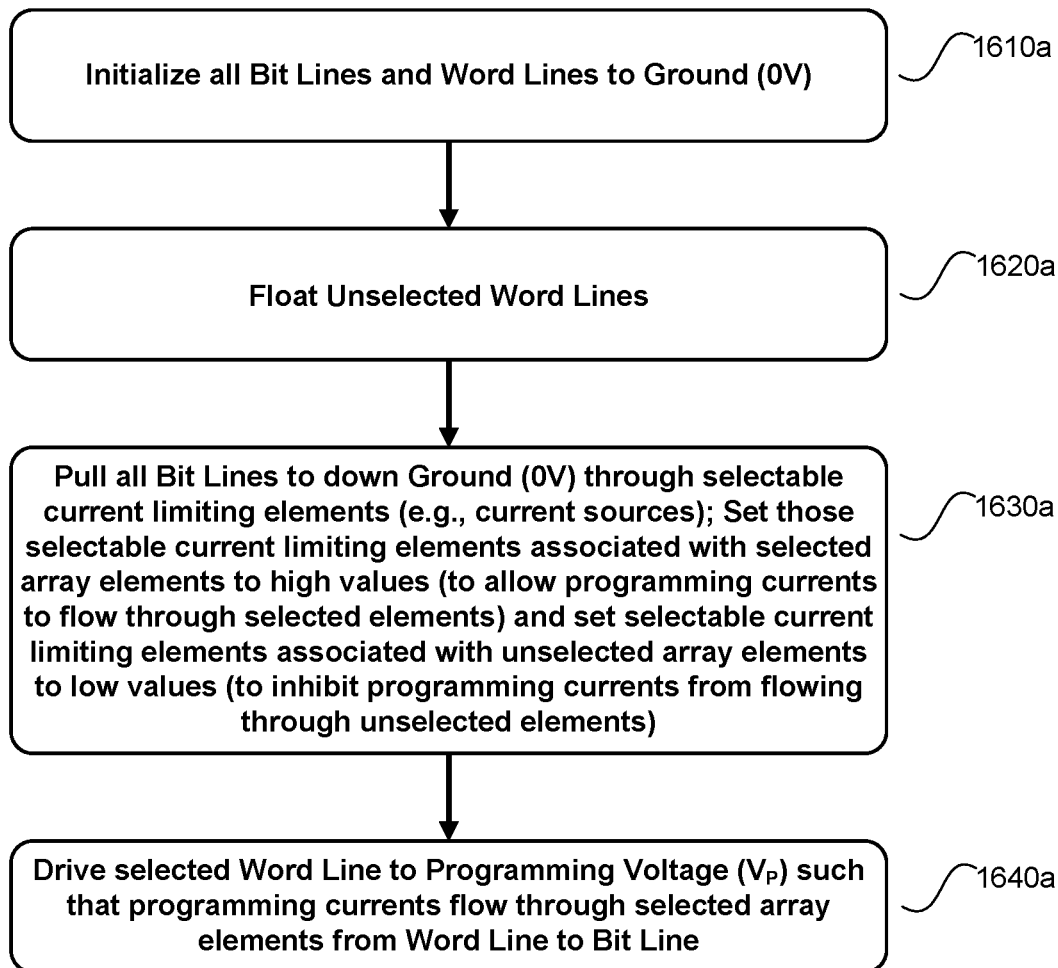 Initialize all Bit Lines and Word Lines to Ground (0V)
1610a
Float Unselected Word Lines
1620a
Pull all Bit Lines to down Ground (0V) through selectable
current limiting elements (e.g., current sources); Set those
selectable current limiting elements associated with selected
array elements to high values (to allow programming currents
to flow through selected elements) and set selectable current
limiting elements associated with unselected array elements
to low values (to inhibit programming currents from flowing
through unselected elements)
1630a
Drive selected Word Line to Programming Voltage (VP) such
that programming currents flow through selected array
elements from Word Line to Bit Line
1640a